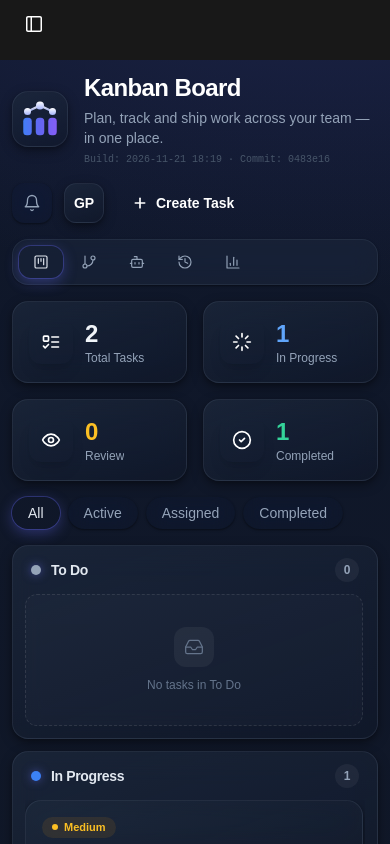 Kanban Board
Plan, track and ship work across your team —
in one place.
Build: 2026-11-21 18:19 · Commit: 0483e16
GP
Create Task
2
Total Tasks
1
In Progress
0
Review
1
Completed
All
Active
Assigned
Completed
To Do
0
No tasks in To Do
In Progress
1
Medium